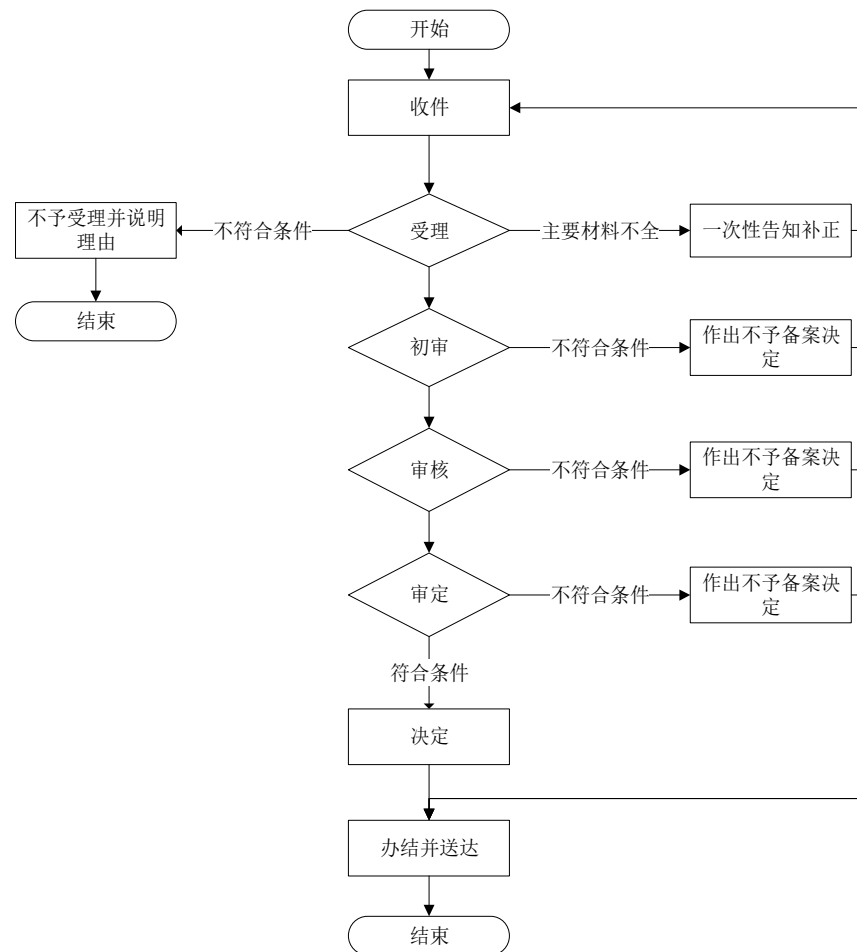 开始
收件
不予受理并说明
理由
不符合条件
受理
主要材料不全
一次性告知补正
结束
初审
不符合条件
作出不予备案决
定
审核
不符合条件
作出不予备案决
定
审定
不符合条件
作出不予备案决
定
符合条件
决定
办结并送达
结束